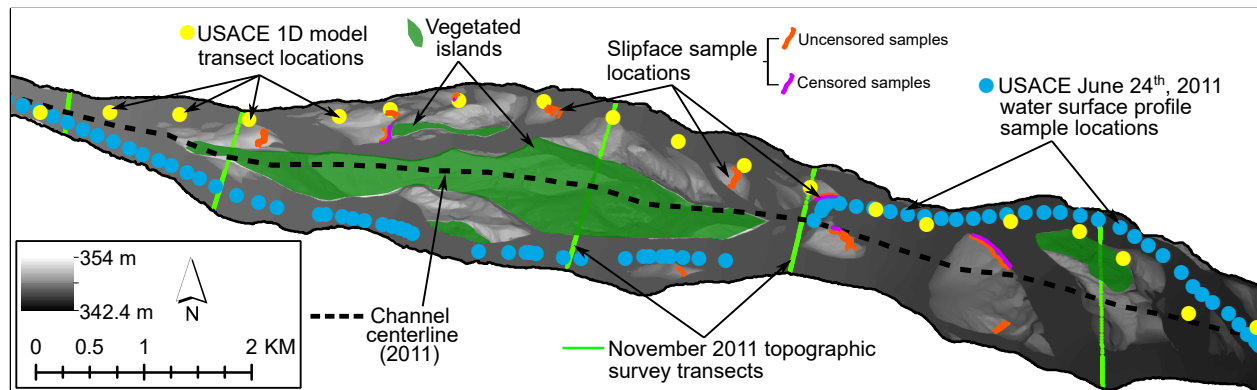 USACE 1D model
transect locations
Vegetated
islands
Slipface sample
locations
Uncensored samples
Censored samples
USACE June 24th, 2011
water surface profile
sample locations
354 m
342.4 m
N
0 0.5 1 2 KM
Channel
centerline
(2011)
November 2011 topographic
survey transects